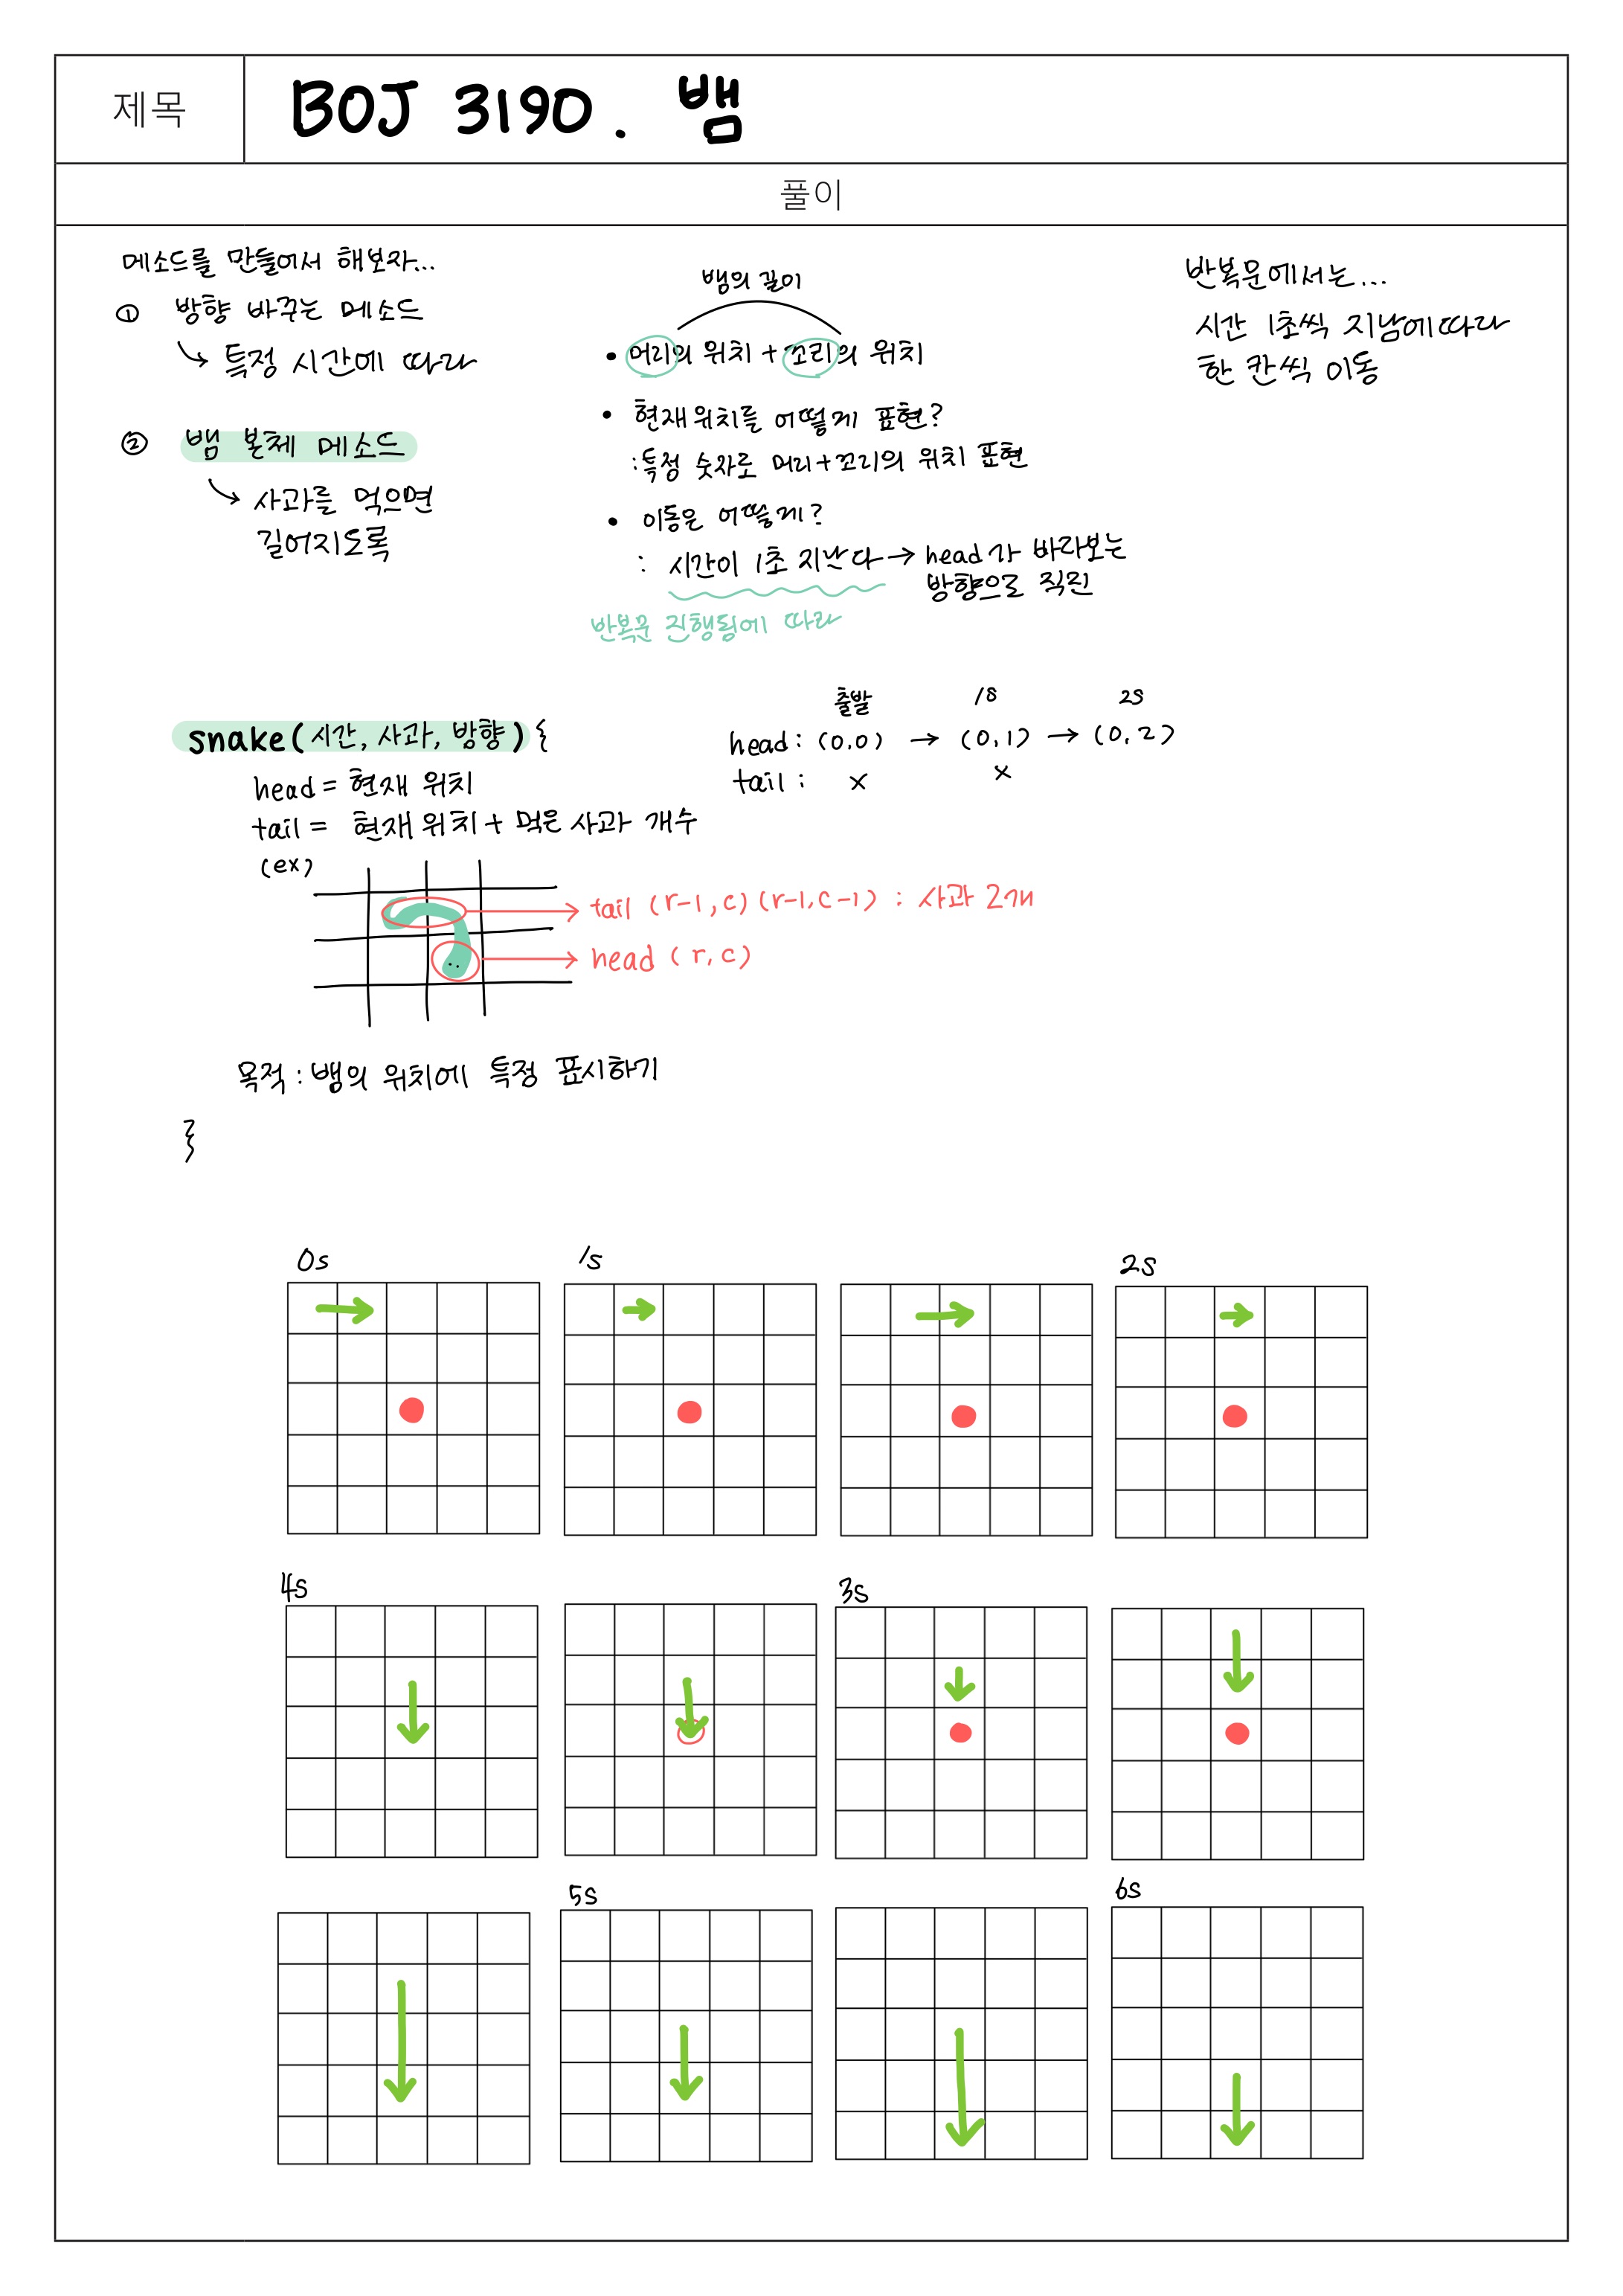 제목
BOJ 3190. 뱀
풀이
메소드를 만들어서 해보자...
① 방향 바꾸는 메소드
↳ 특정 시간에 따라
② 뱀 본체 메소드
↳ 사과를 먹으면
길어지도록
뱀의 길이
• 머리의 위치 + 꼬리의 위치
• 현재위치를 어떻게 표현?
: 특정 숫자로 머리+꼬리의 위치 표현
• 이동은 어떻게?
: 시간이 1초 지난다 → head가 바라보는
방향으로 직진
반복문 진행됨에 따라
반복문에서는...
시간 1초씩 지남에따라
한 칸씩 이동
snake(시간, 사과, 방향) {
head = 현재 위치
tail = 현재 위치 + 먹은 사과 개수
(ex)
tail (r-1, c) (r-1, c-1) : 사과 2개
head (r, c)
목적 : 뱀의 위치에 특정 표시하기
}
출발 1s 2s
head : (0,0) → (0,1) → (0,2)
tail : x x
0s 1s 2s
4s 3s
5s 6s